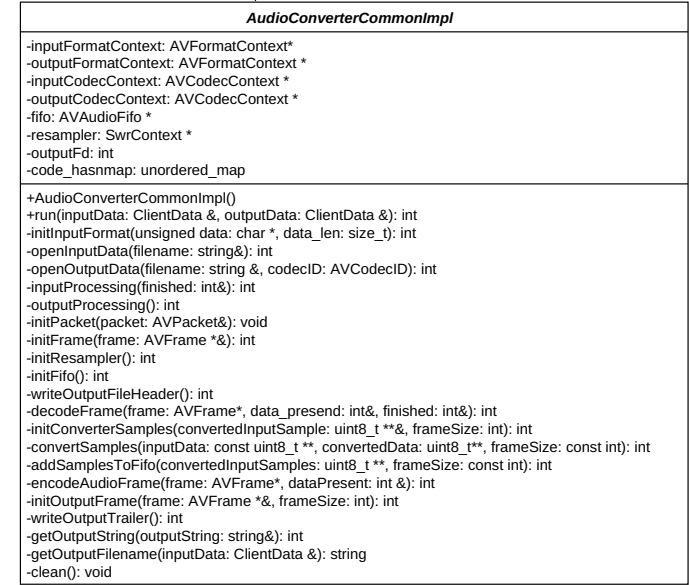 AudioConverterCommonImpl
-inputFormatContext: AVFormatContext*
-outputFormatContext: AVFormatContext *
-inputCodecContext: AVCodecContext *
-outputCodecContext: AVCodecContext *
-fifo: AVAudioFifo *
-resampler: SwrContext *
-outputFd: int
-code_hasnmap: unordered_map
+AudioConverterCommonImpl()
+run(inputData: ClientData &, outputData: ClientData &): int
-initInputFormat(unsigned data: char *, data_len: size_t): int
-openInputData(filename: string&): int
-openOutputData(filename: string &, codecID: AVCodecID): int
-inputProcessing(finished: int&): int
-outputProcessing(): int
-initPacket(packet: AVPacket&): void
-initFrame(frame: AVFrame *&): int
-initResampler(): int
-initFifo(): int
-writeOutputFileHeader(): int
-decodeFrame(frame: AVFrame*, data_presend: int&, finished: int&): int
-initConverterSamples(convertedInputSample: uint8_t **&, frameSize: int): int
-convertSamples(inputData: const uint8_t **, convertedData: uint8_t**, frameSize: const int): int
-addSamplesToFifo(convertedInputSamples: uint8_t **, frameSize: const int): int
-encodeAudioFrame(frame: AVFrame*, dataPresent: int &): int
-initOutputFrame(frame: AVFrame *&, frameSize: int): int
-writeOutputTrailer(): int
-getOutputString(outputString: string&): int
-getOutputFilename(inputData: ClientData &): string
-clean(): void